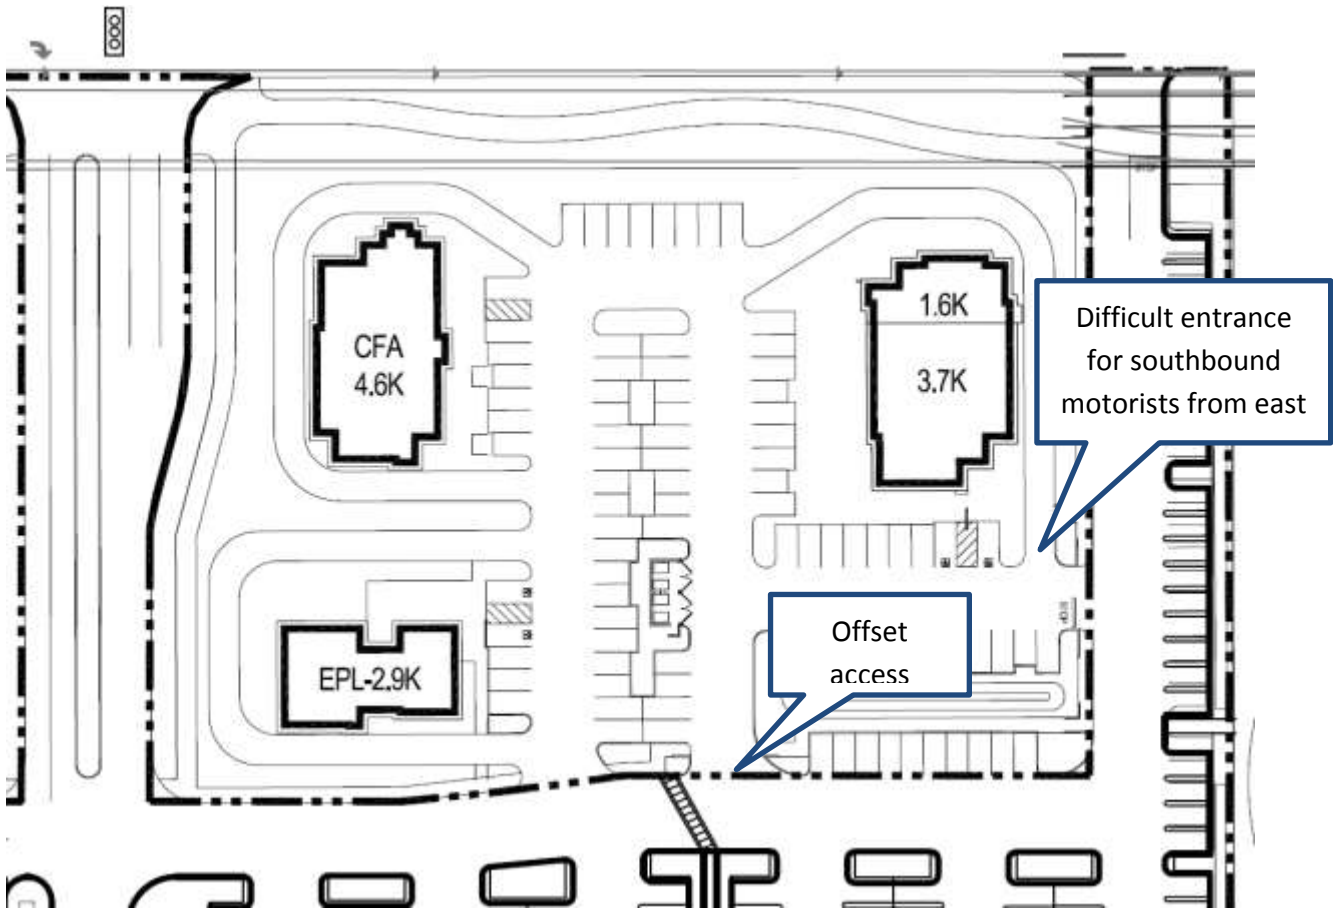 CFA
4.6K
1.6K
3.7K
Difficult entrance
for southbound
motorists from east
Offset
access
EPL-2.9K